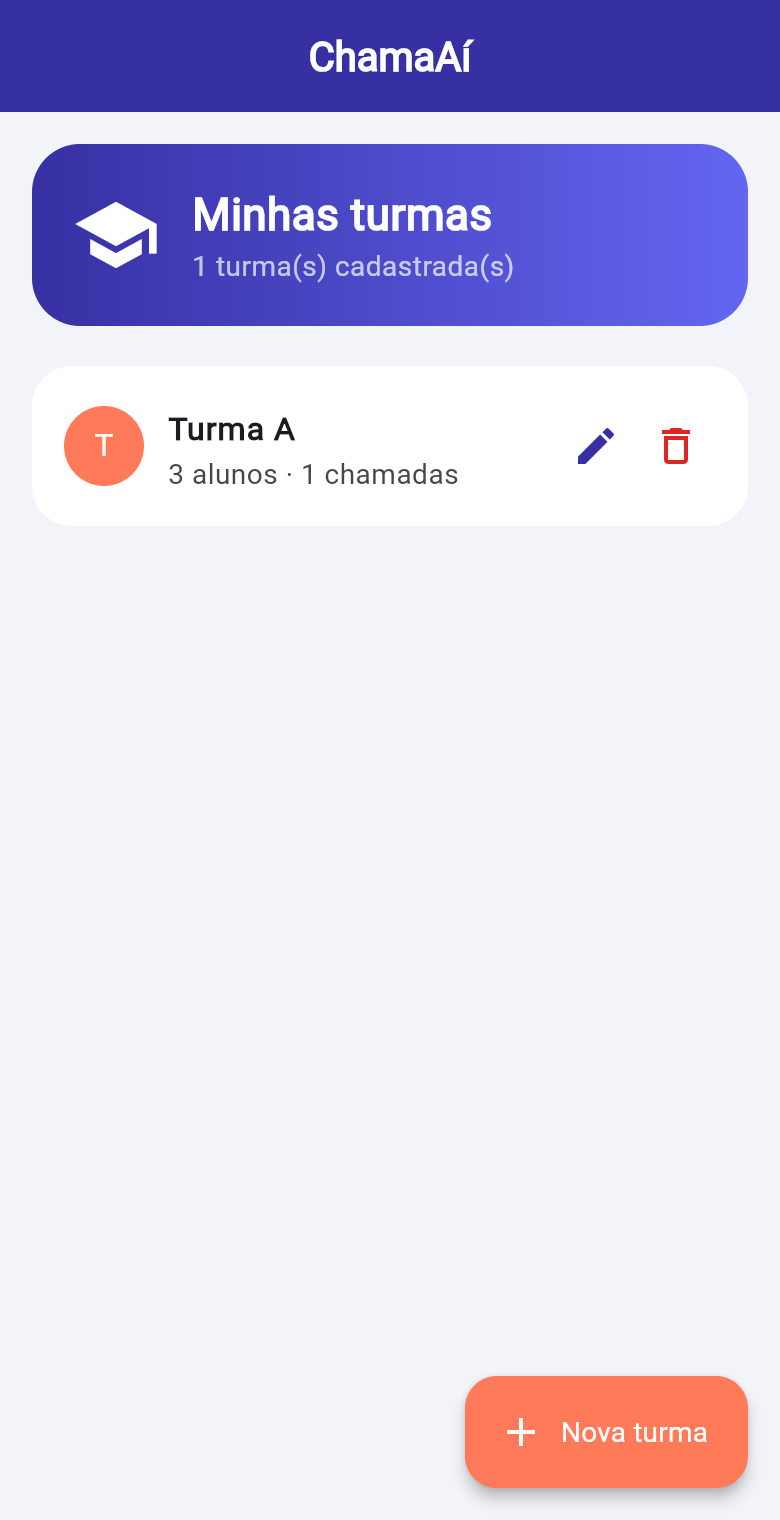 ChamaAí
Minhas turmas
1 turma(s) cadastrada(s)
T
Turma A
3 alunos · 1 chamadas
Nova turma